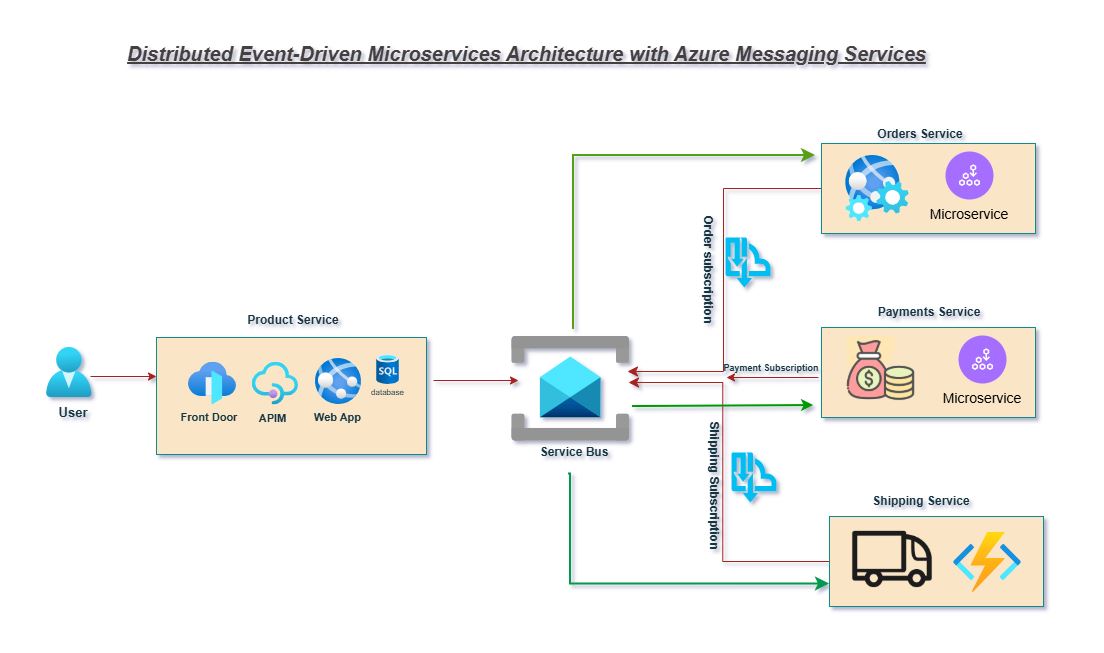 Distributed Event-Driven Microservices Architecture with Azure Messaging Services
Orders Service
Microservice
Order subscription
Product Service
Payments Service
User
Front Door
APIM
Web App
SQL
database
Payment Subscription
Microservice
Service Bus
Shipping Subscription
Shipping Service